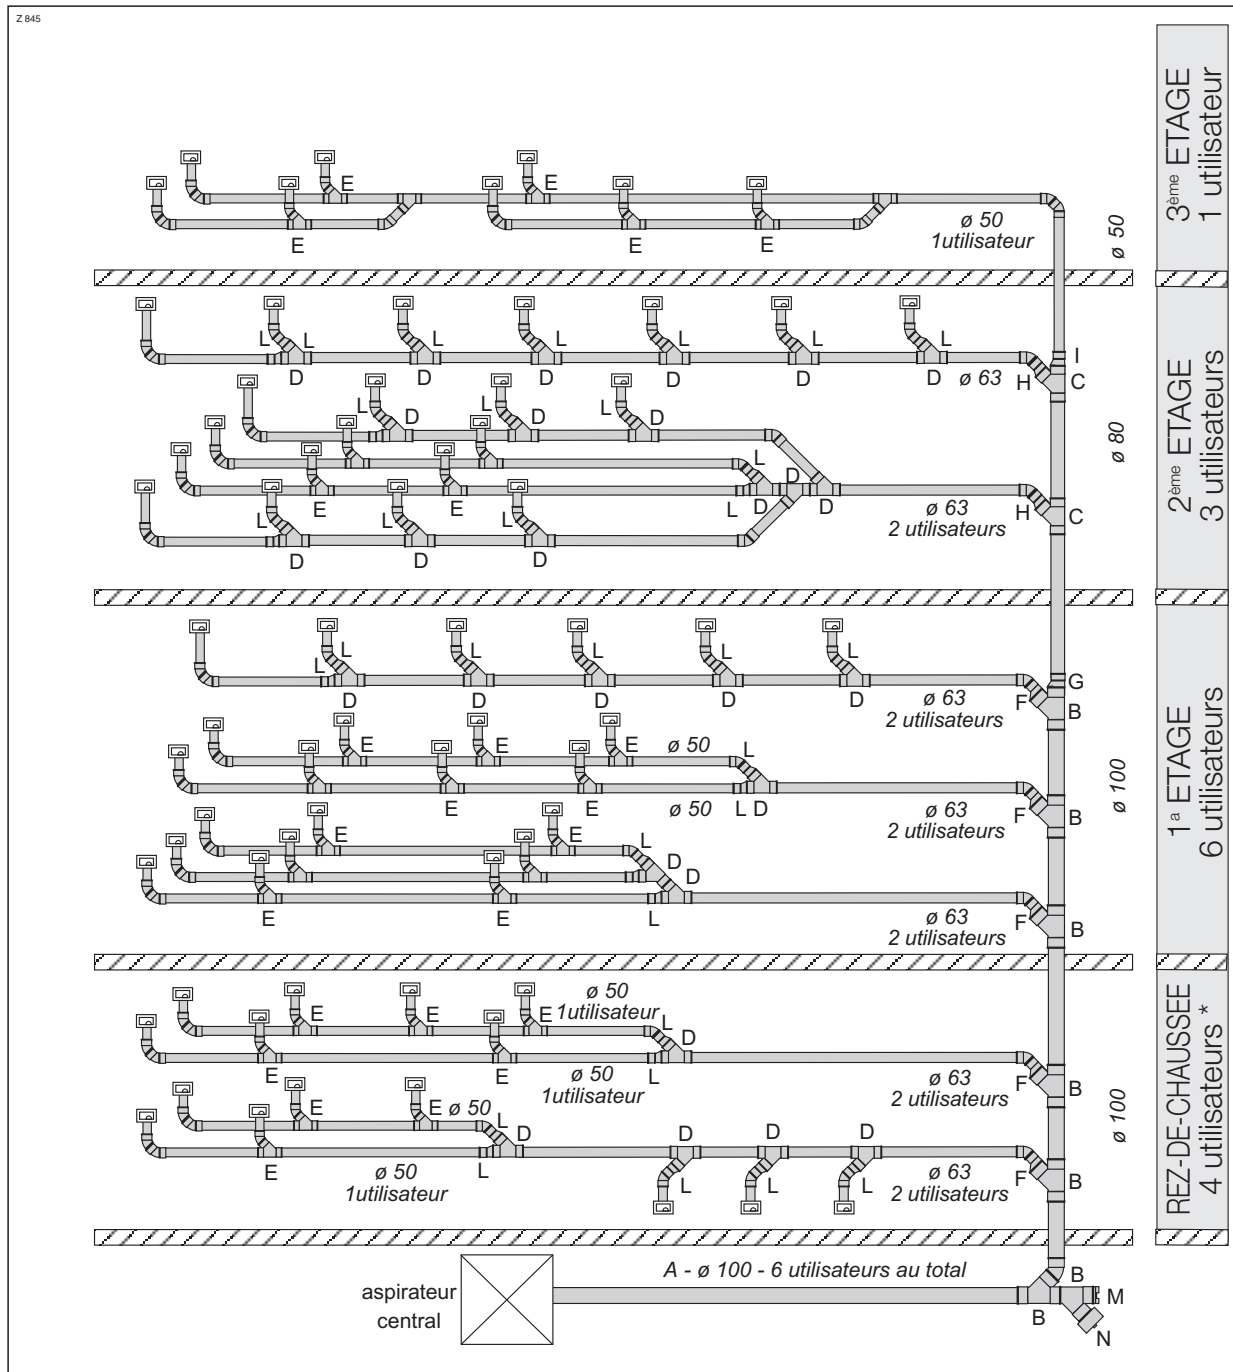 Z 845
3ème ETAGE
1 utilisateur
E
E
E
E
E
ø 50
1utilisateur
ø 50
2ème ETAGE
3 utilisateurs
L L L L L L L
D D D D D D
ø 63
H C I
L L L
D D D
ø 80
L
D
E E
L D D
ø 63
2 utilisateurs
H C
L L L
D D D
1a ETAGE
6 utilisateurs
L L L L L L
D D D D D
ø 63
2 utilisateurs
F B G
E E E
ø 50
L
E E
ø 50
L D
ø 63
2 utilisateurs
F B
ø 100
E E
L
D
D
E E
L
ø 63
2 utilisateurs
F B
REZ-DE-CHAUSSEE
4 utilisateurs *
ø 50
1utilisateur
E E E
L
D
E E
L
ø 50
1utilisateur
ø 63
2 utilisateurs
F B
ø 100
E E
ø 50
L
D
D D D
E
L
ø 50
1utilisateur
L L L
ø 63
2 utilisateurs
F B
A - ø 100 - 6 utilisateurs au total
aspirateur
central
B
B
M
N